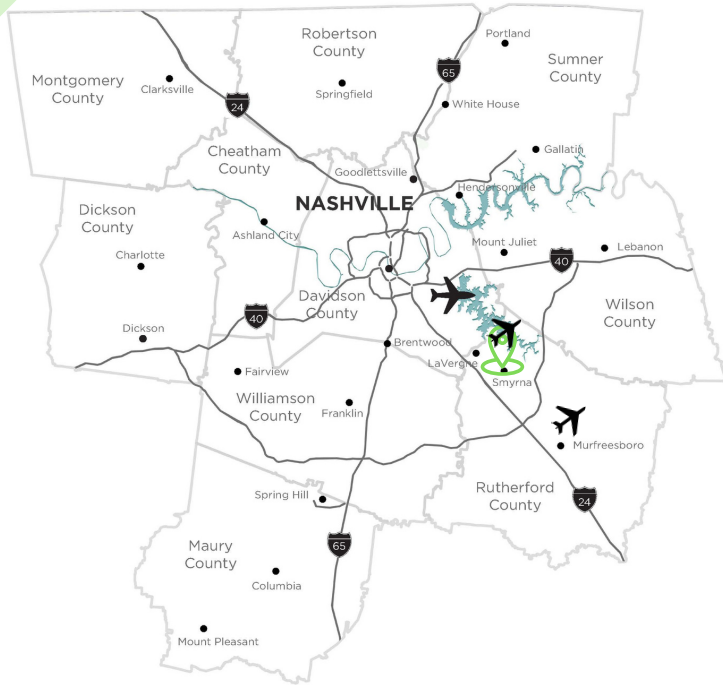 Portland
Robertson
County
Sumner
County
65
Montgomery
County
Clarksville
Springfield
24
White House
Cheatham
County
Gallatin
Goodlettsville
Hendersonville
NASHVILLE
Dickson
County
Ashland City
Mount Juliet
Lebanon
Charlotte
40
Davidson
County
Wilson
County
40
Dickson
Brentwood
LaVergne
Fairview
Smyrna
Williamson
County
Franklin
Murfreesboro
Rutherford
County
Spring Hill
24
65
Maury
County
Columbia
Mount Pleasant